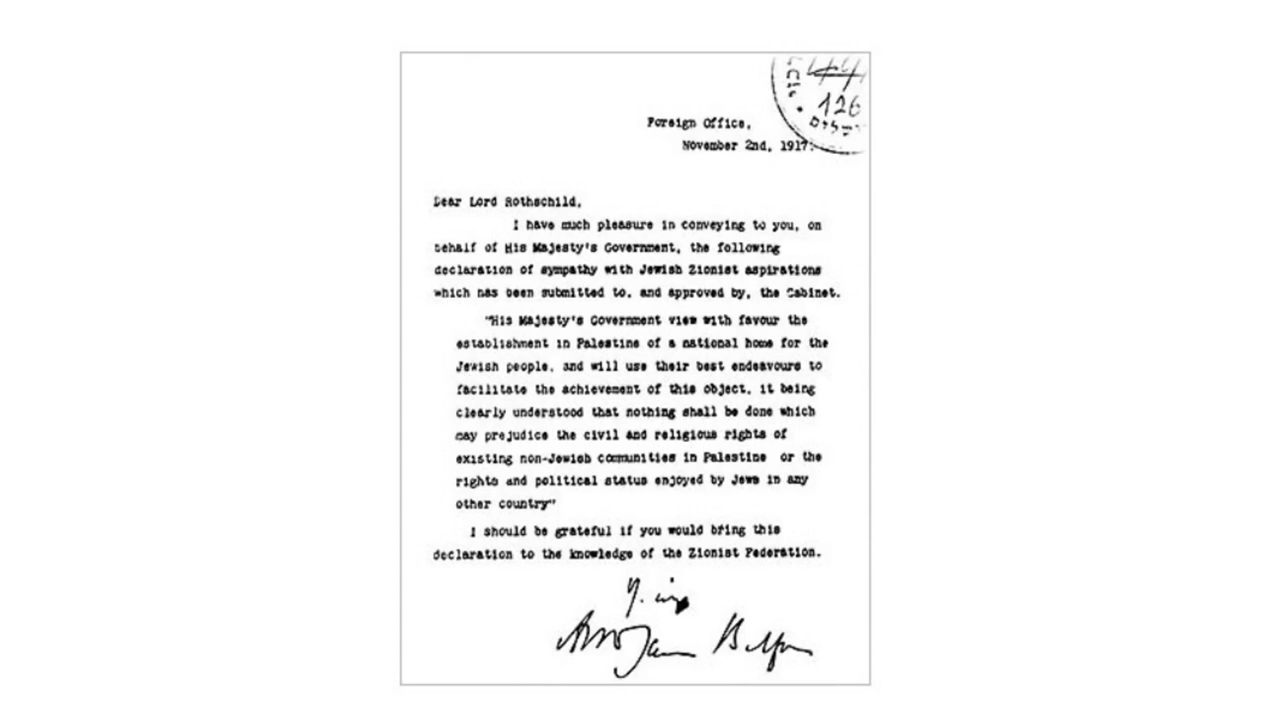 126
Foreign Office,
November 2nd, 1917.
Dear Lord Rothschild,
I have much pleasure in conveying to you, on
behalf of His Majesty's Government, the following
declaration of sympathy with Jewish Zionist aspirations
which has been submitted to, and approved by, the Cabinet.
"His Majesty's Government view with favour the
establishment in Palestine of a national home for the
Jewish people, and will use their best endeavours to
facilitate the achievement of this object, it being
clearly understood that nothing shall be done which
may prejudice the civil and religious rights of
existing non-Jewish communities in Palestine or the
rights and political status enjoyed by Jews in any
other country"
I should be grateful if you would bring this
declaration to the knowledge of the Zionist Federation.
Arthur James Balfour